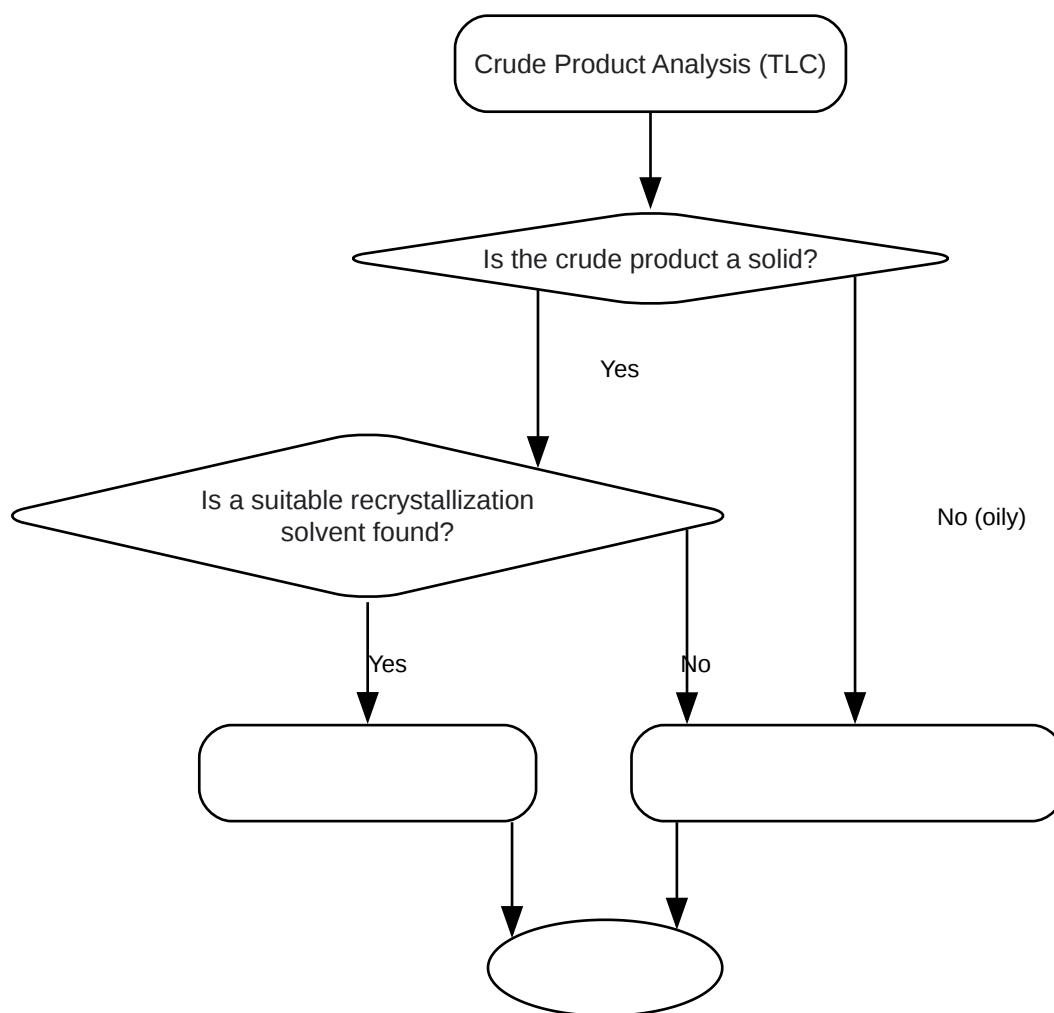 Crude Product Analysis (TLC)
Is the crude product a solid?
Yes
Is a suitable recrystallization
solvent found?
No (oily)
Yes
No